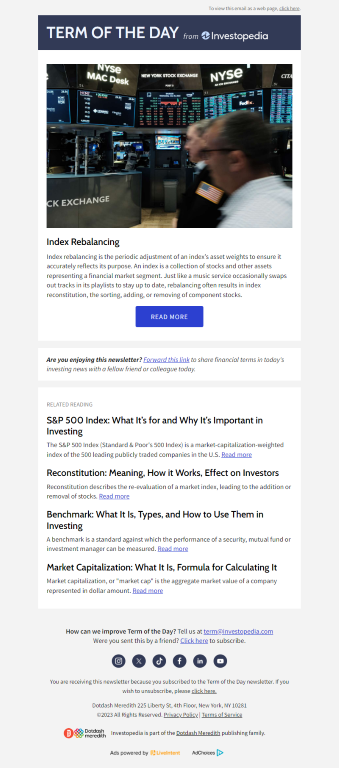 To view this email as a web page, click here.
TERM OF THE DAY from Investopedia
NYSE
MAC Desk
NEW YORK STOCK EXCHANGE
NYSE
FedEx
CK EXCHANGE
Index Rebalancing
Index rebalancing is the periodic adjustment of an index's asset weights to ensure it
accurately reflects its purpose. An index is a collection of stocks and other assets
representing a financial market segment. Just like a music service occasionally swaps
out tracks in its playlists to stay up to date, rebalancing often results in index
reconstitution, the sorting, adding, or removing of component stocks.
READ MORE
Are you enjoying this newsletter? Forward this link to share financial terms in today's
investing news with a fellow friend or colleague today.
RELATED READING
S&P 500 Index: What It's for and Why It's Important in
Investing
The S&P 500 Index (Standard & Poor's 500 Index) is a market-capitalization-weighted
index of the 500 leading publicly traded companies in the U.S. Read more
Reconstitution: Meaning, How it Works, Effect on Investors
Reconstitution describes the re-evaluation of a market index, leading to the addition or
removal of stocks. Read more
Benchmark: What It Is, Types, and How to Use Them in
Investing
A benchmark is a standard against which the performance of a security, mutual fund or
investment manager can be measured. Read more
Market Capitalization: What It Is, Formula for Calculating It
Market capitalization, or "market cap" is the aggregate market value of a company
represented in dollar amount. Read more
How can we improve Term of the Day? Tell us at term@investopedia.com
Were you sent this by a friend? Click here to subscribe.
You are receiving this newsletter because you subscribed to the Term of the Day newsletter. If you
wish to unsubscribe, please click here.
Dotdash Meredith 225 Liberty St, 4th Floor, New York, NY 10281
©2023 All Rights Reserved. Privacy Policy | Terms of Service
Dotdash
meredith
Investopedia is part of the Dotdash Meredith publishing family.
Ads powered by LiveIntent AdChoices